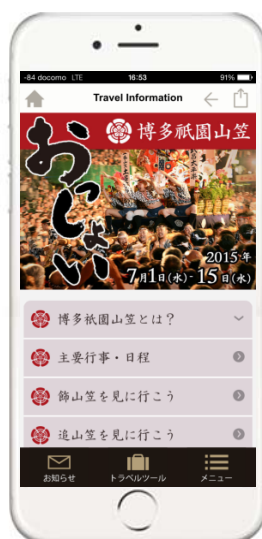 -84 docomo LTE 16:53 91%
Travel Information
博多祇園山笠
おっしょい
2015年
7月1日(水)-15日(水)
博多祇園山笠とは?
主要行事・日程
飾山笠を見に行こう
追山笠を見に行こう
お知らせ トラベルツール メニュー